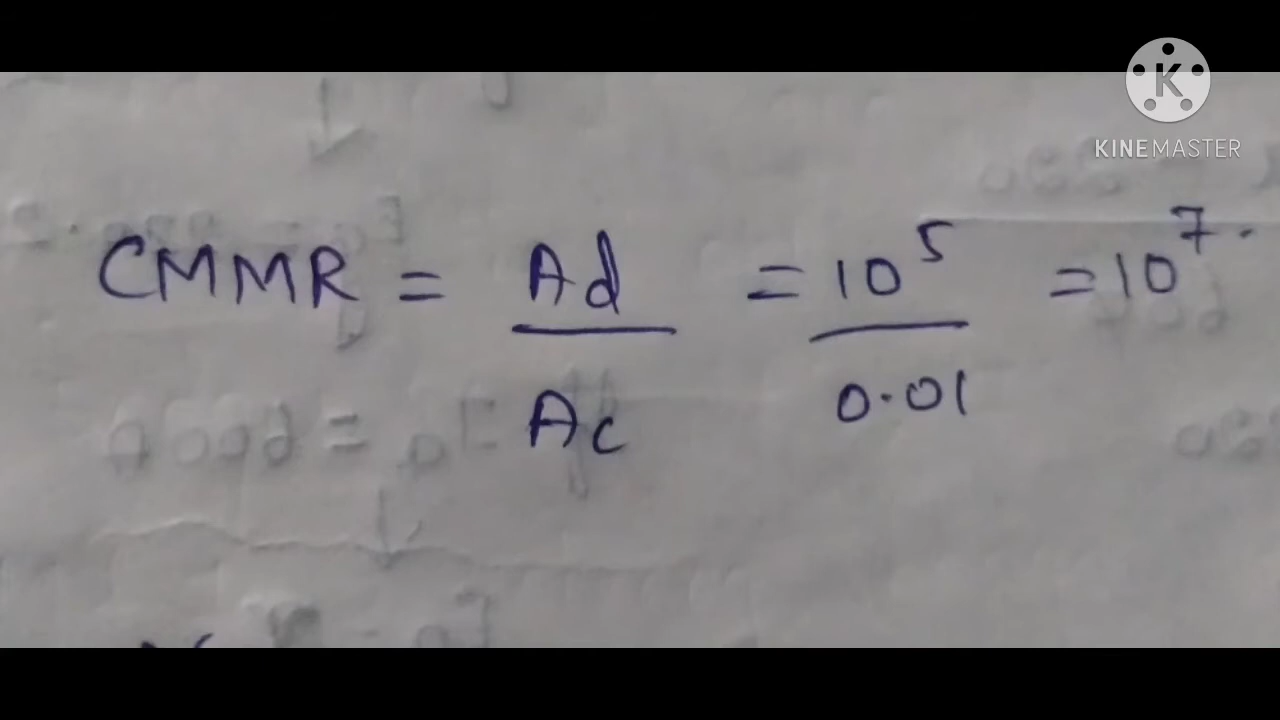 KINEMASTER
CMMR = Ad / Ac = 10^5 / 0.01 = 10^7.